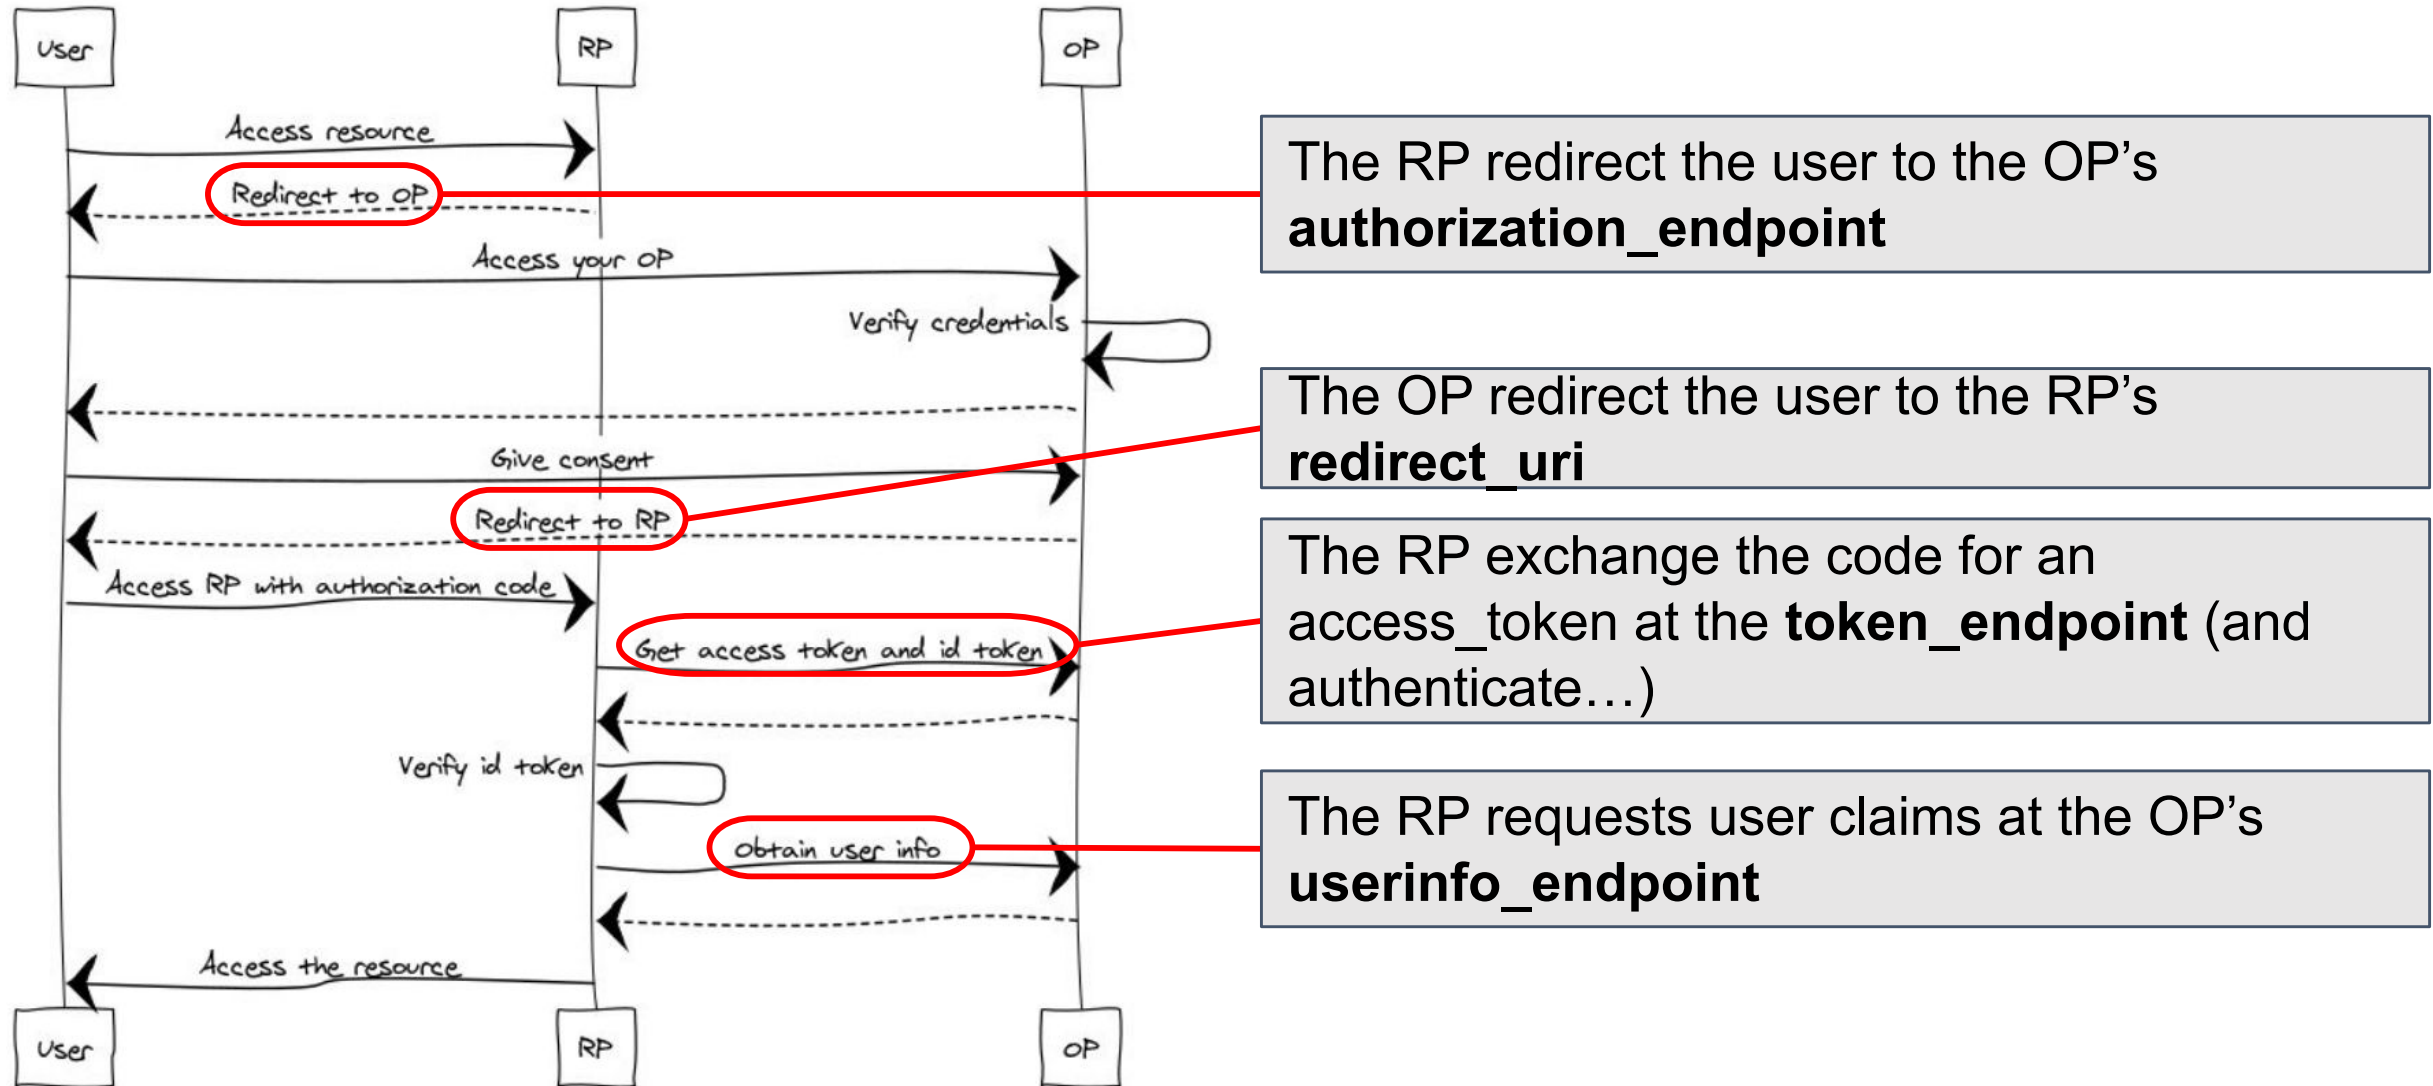 User
RP
OP
Access resource
Redirect to OP
Access your OP
Verify credentials
Give consent
Redirect to RP
Access RP with authorization code
Get access token and id token
Verify id token
Obtain user info
Access the resource
User
RP
OP
The RP redirect the user to the OP’s
authorization_endpoint
The OP redirect the user to the RP’s
redirect_uri
The RP exchange the code for an
access_token at the token_endpoint (and
authenticate…)
The RP requests user claims at the OP’s
userinfo_endpoint